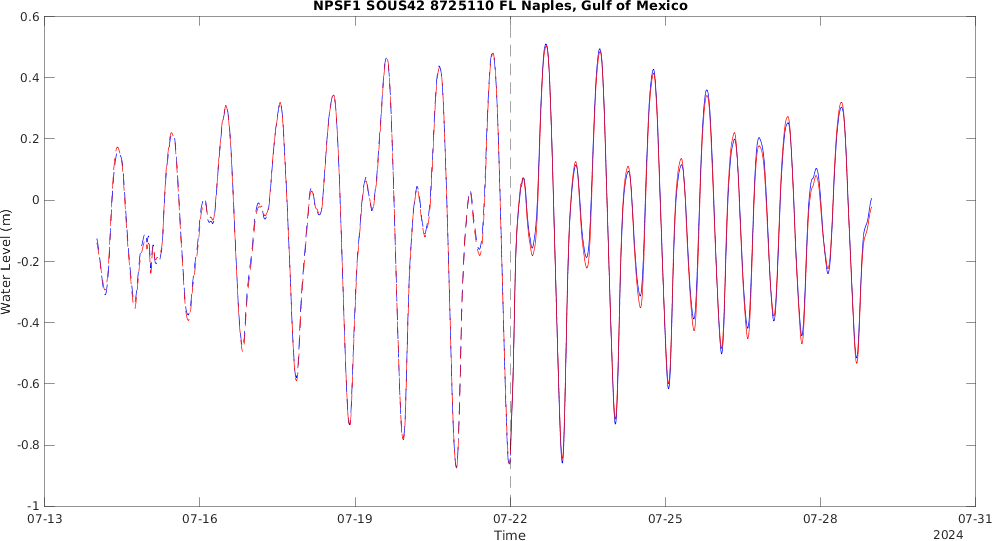 NPSF1 SOUS42 8725110 FL Naples, Gulf of Mexico
0.6
0.4
0.2
0
-0.2
-0.4
-0.6
-0.8
-1
Water Level (m)
07-13 07-16 07-19 07-22 07-25 07-28 07-31
Time
2024